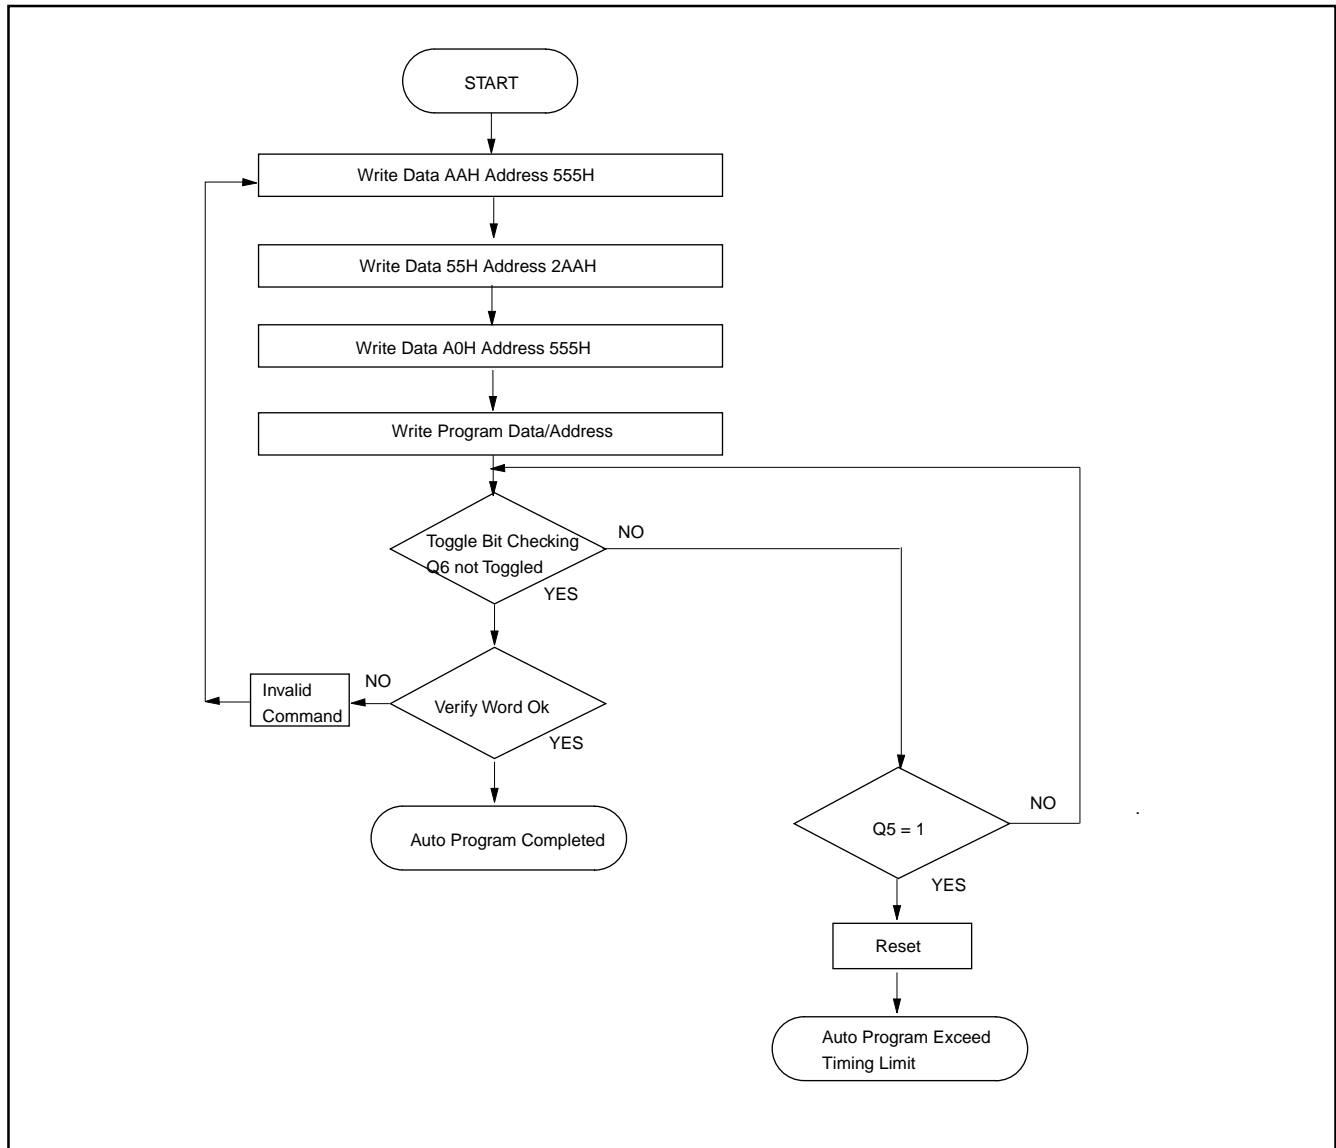 START
Write Data AAH Address 555H
Write Data 55H Address 2AAH
Write Data A0H Address 555H
Write Program Data/Address
Toggle Bit Checking
Q6 not Toggled
NO
YES
Invalid
Command
NO
Verify Word Ok
YES
Auto Program Completed
Q5 = 1
NO
.
YES
Reset
Auto Program Exceed
Timing Limit